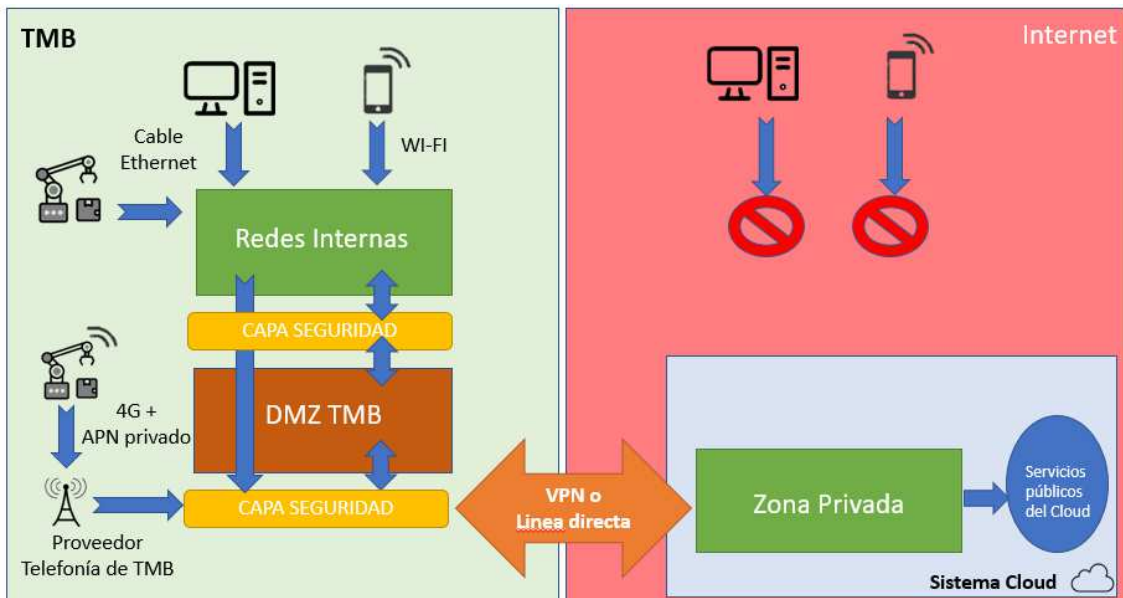 TMB
Internet
Cable
Ethernet
WI-FI
Redes Internas
CAPA SEGURIDAD
4G +
APN privado
DMZ TMB
CAPA SEGURIDAD
Proveedor
Telefonía de TMB
VPN o
Linea directa
Zona Privada
Servicios
públicos
del Cloud
Sistema Cloud